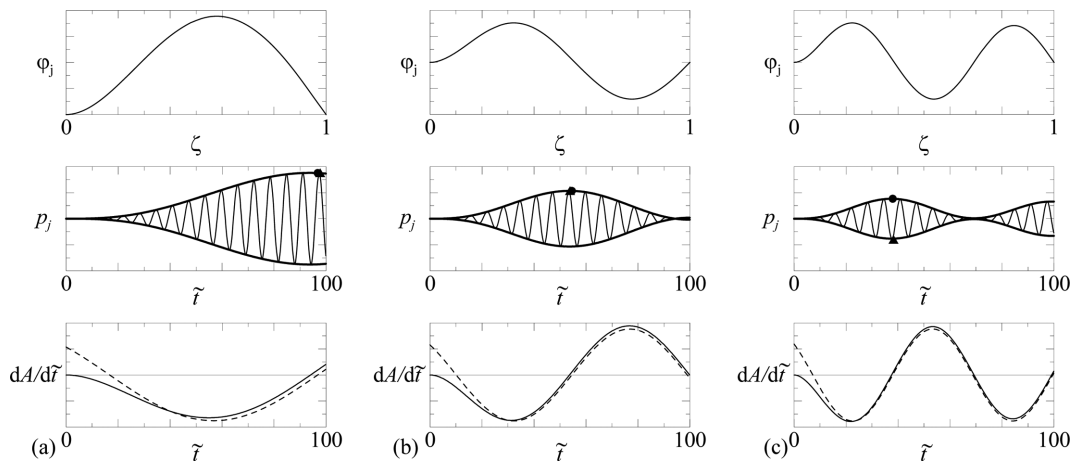 φj φj φj
0 1 0 1 0 1
ζ ζ ζ
pj pj pj
0 100 0 100 0 100
t̃ t̃ t̃
dA/dt̃ dA/dt̃ dA/dt̃
(a) 0 100 (b) 0 100 (c) 0 100
t̃ t̃ t̃